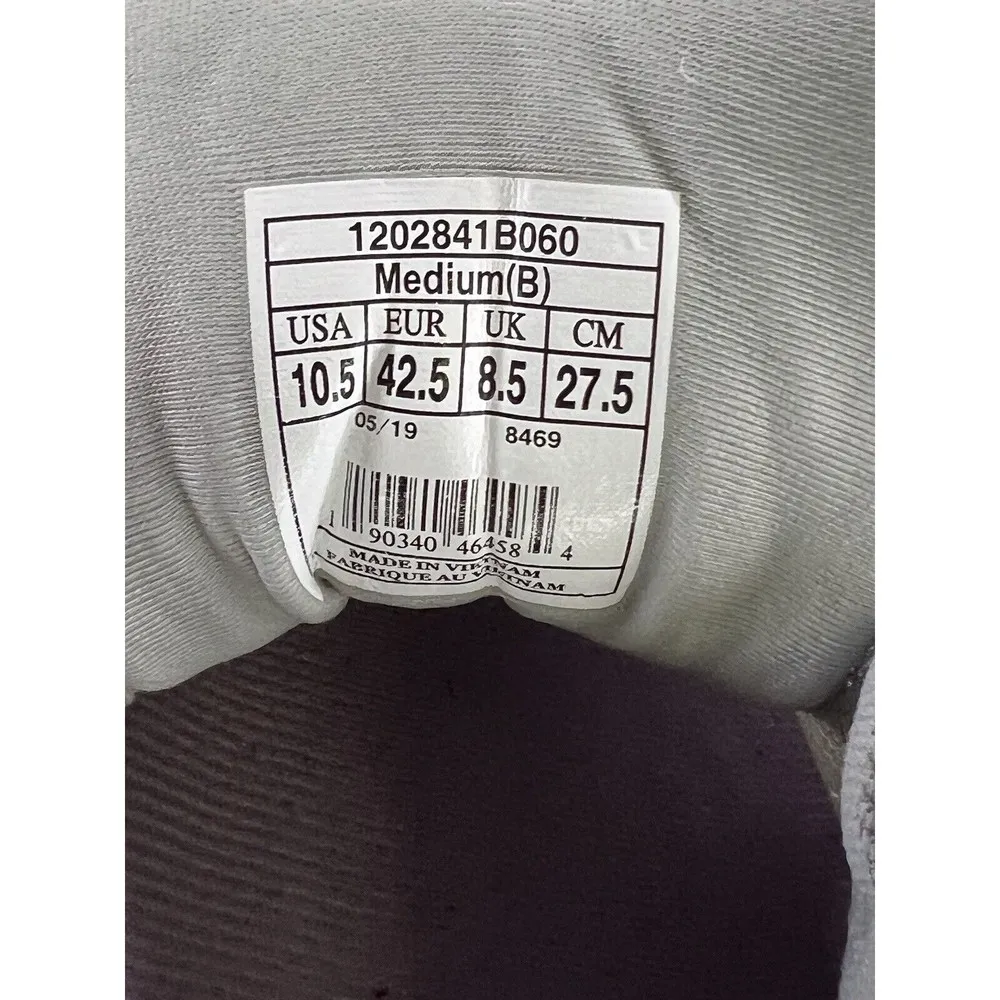 1202841B060
Medium(B)
USA EUR UK CM
10.5 42.5 8.5 27.5
05/19 8469
1 90340 46458 4
MADE IN VIETNAM
FABRIQUE AU VIETNAM